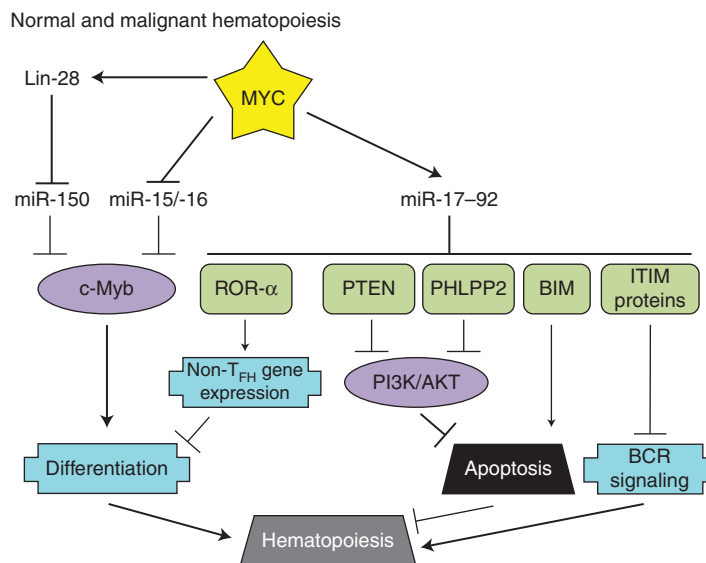 Normal and malignant hematopoiesis
Lin-28
MYC
miR-150
miR-15/-16
miR-17–92
c-Myb
ROR-α
PTEN
PHLPP2
BIM
ITIM
proteins
Non-TFH gene
expression
PI3K/AKT
Differentiation
Apoptosis
BCR
signaling
Hematopoiesis